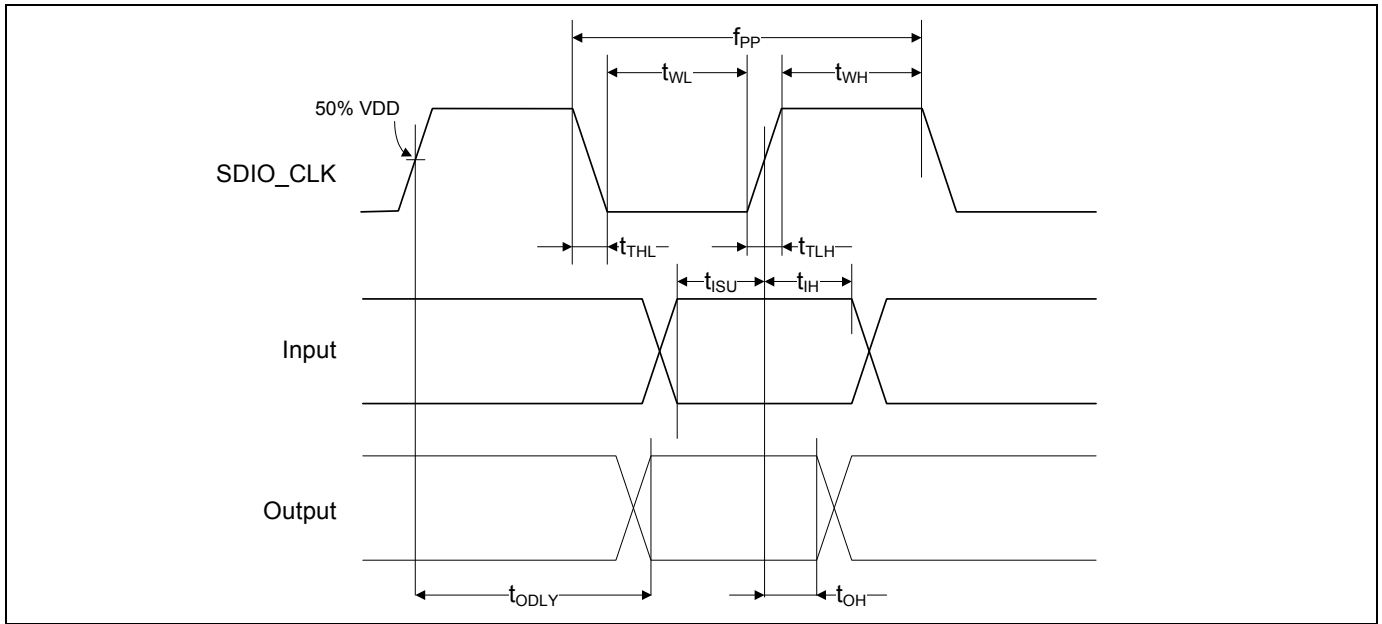 fPP
tWL
tWH
50% VDD
SDIO_CLK
tTHL
tTLH
tISU
tIH
Input
Output
tODLY
tOH